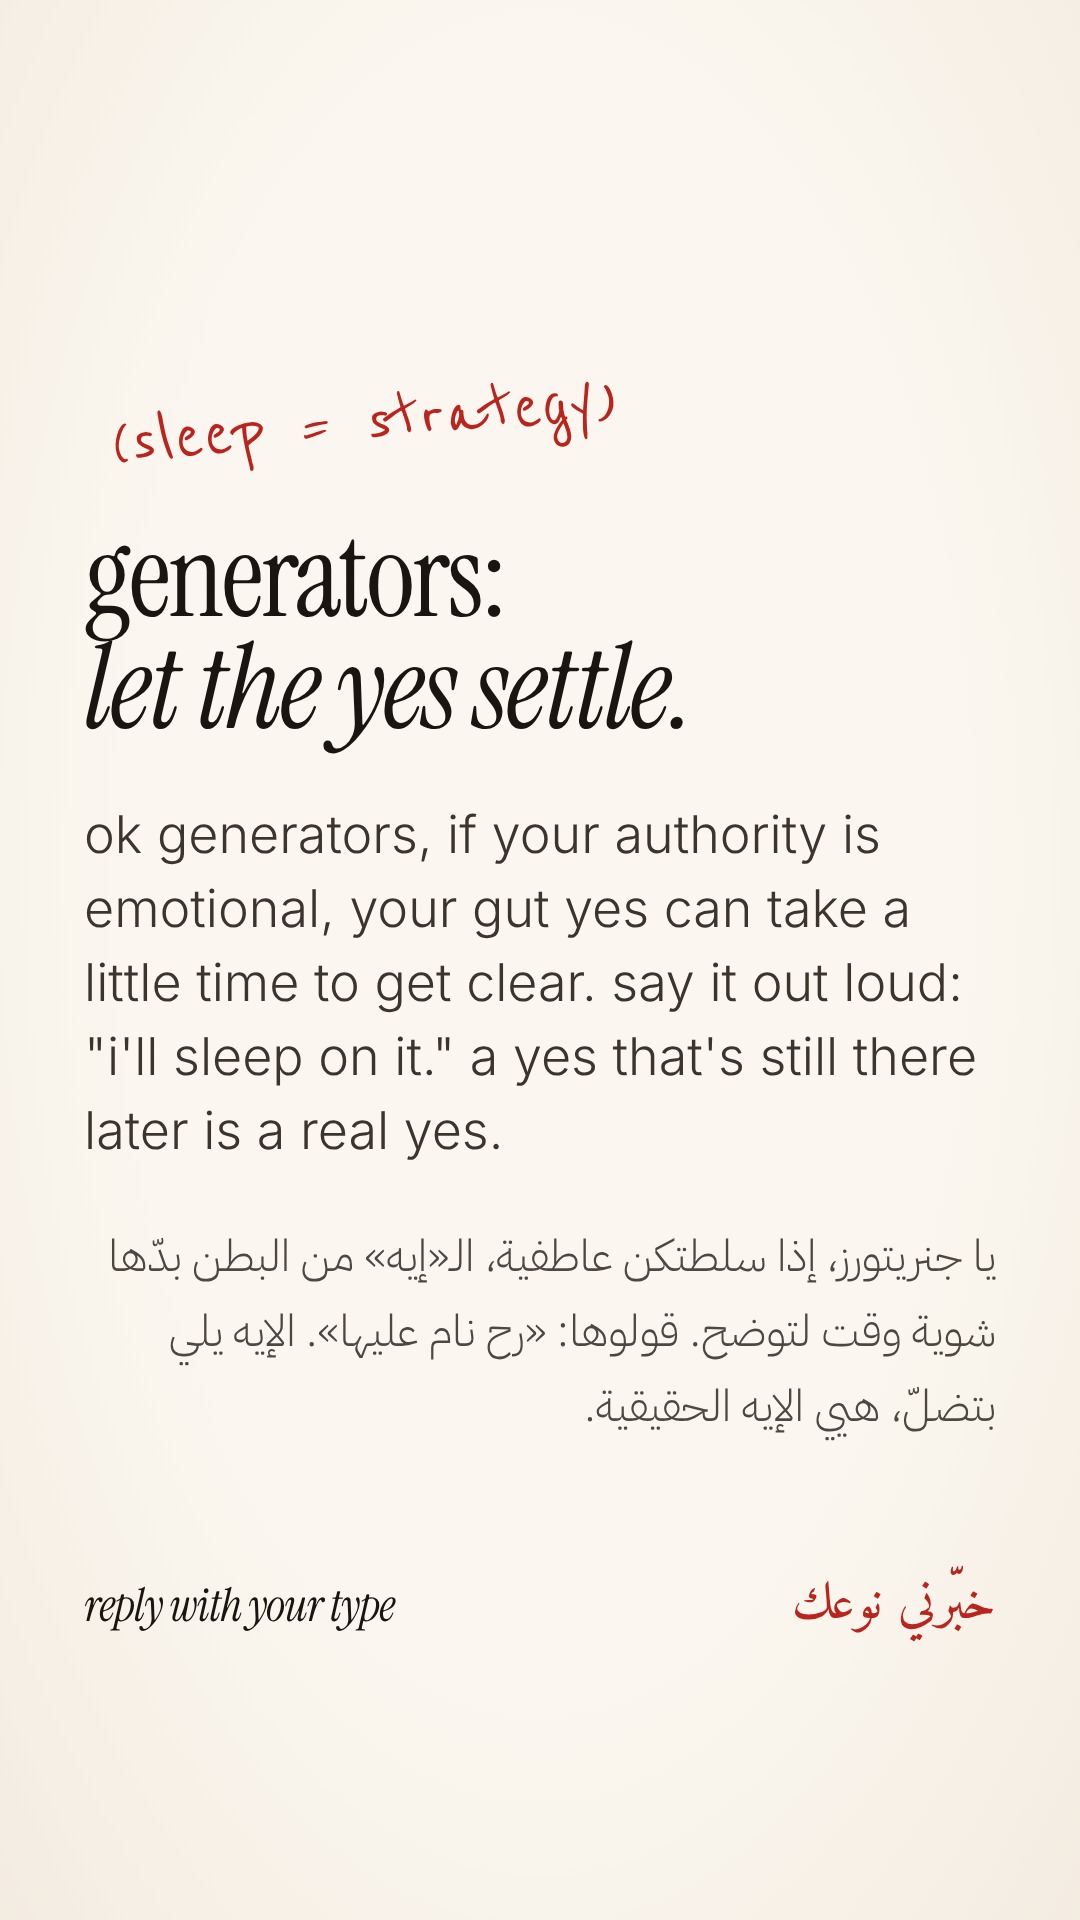 (sleep = strategy)
generators:
let the yes settle.
ok generators, if your authority is
emotional, your gut yes can take a
little time to get clear. say it out loud:
"i'll sleep on it." a yes that's still there
later is a real yes.
يا جنريتورز، إذا سلطتكن عاطفية، الـ«إيه» من البطن بدّها
شوية وقت لتوضح. قولوها: «رح نام عليها». الإيه يلي
بتضلّ، هيي الإيه الحقيقية.
reply with your type
خبّرني نوعك